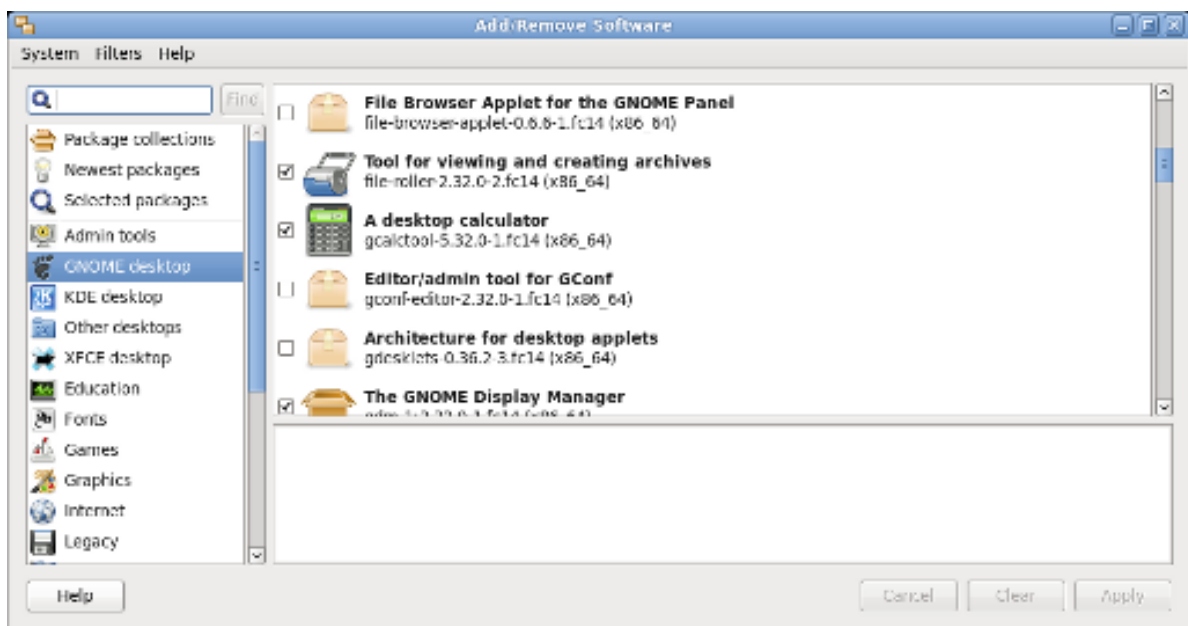 Add/Remove Software
System Filters Help
Find
Package collections
Newest packages
Selected packages
Admin tools
GNOME desktop
KDE desktop
Other desktops
XFCE desktop
Education
Fonts
Games
Graphics
Internet
Legacy
File Browser Applet for the GNOME Panel
file-browser-applet-0.6.6-1.fc14 (x86_64)
Tool for viewing and creating archives
file-roller-2.32.0-2.fc14 (x86_64)
A desktop calculator
gcalctool-5.32.0-1.fc14 (x86_64)
Editor/admin tool for GConf
gconf-editor-2.32.0-1.fc14 (x86_64)
Architecture for desktop applets
gdesklets-0.36.2-3.fc14 (x86_64)
The GNOME Display Manager
Help
Cancel
Clear
Apply